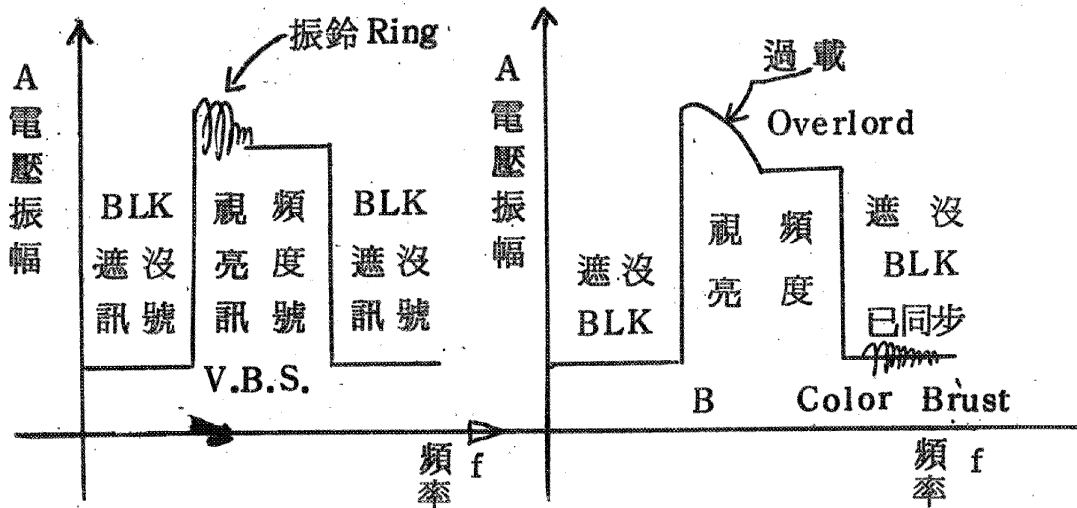 振鈴 Ring
A
電
壓
振
幅
BLK
遮沒
訊號
視頻
亮度
訊號
V.B.S.
BLK
遮沒
訊號
頻
率
f
A
電
壓
振
幅
過載
Overlord
遮沒
BLK
視頻
亮度
遮沒
BLK
已同步
B
Color Brust
頻
率
f